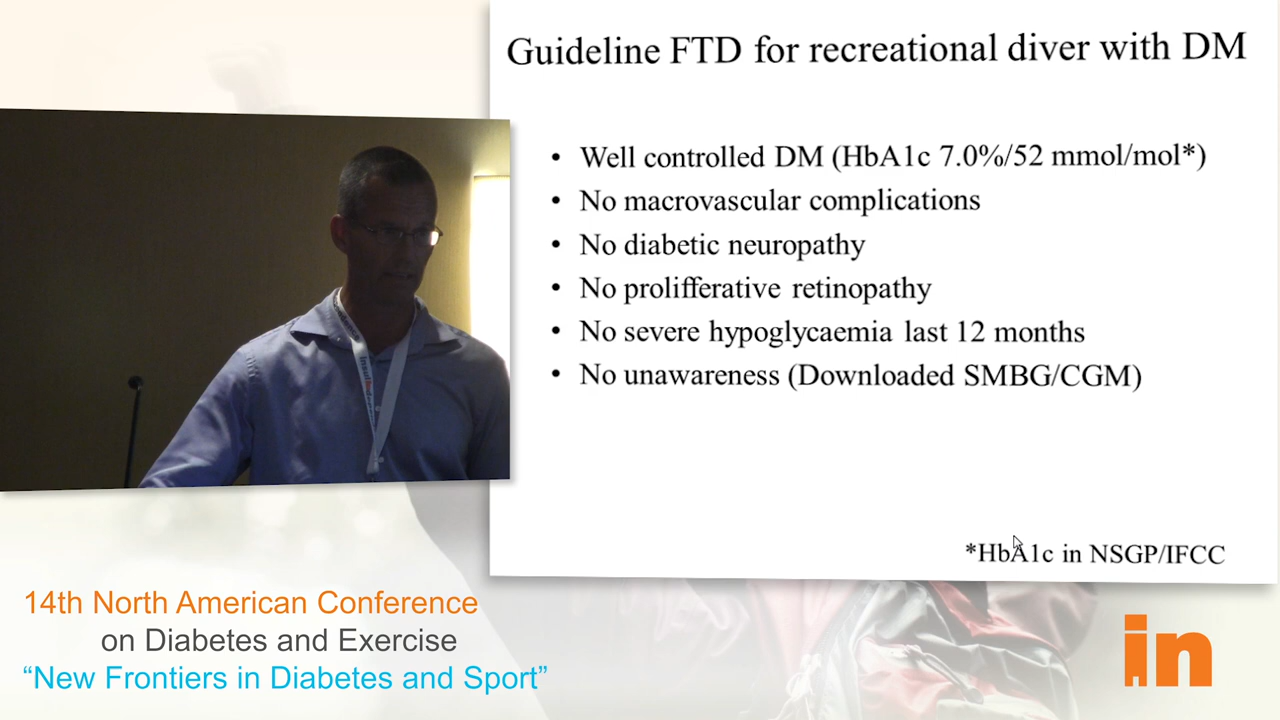 Guideline FTD for recreational diver with DM
• Well controlled DM (HbA1c 7.0%/52 mmol/mol*)
• No macrovascular complications
• No diabetic neuropathy
• No prolifferative retinopathy
• No severe hypoglycaemia last 12 months
• No unawareness (Downloaded SMBG/CGM)
*HbA1c in NSGP/IFCC
14th North American Conference
on Diabetes and Exercise
“New Frontiers in Diabetes and Sport”
in